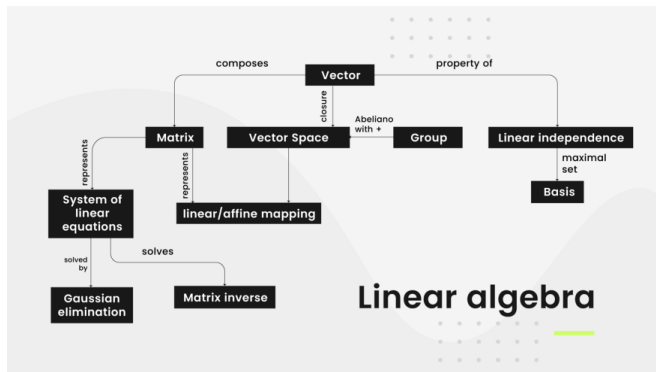 composes
property of
Vector
closure
Abeliano
with +
Matrix
Vector Space
Group
Linear independence
represents
represents
maximal
set
Basis
System of
linear
equations
linear/affine mapping
solved
by
solves
Gaussian
elimination
Matrix inverse
Linear algebra